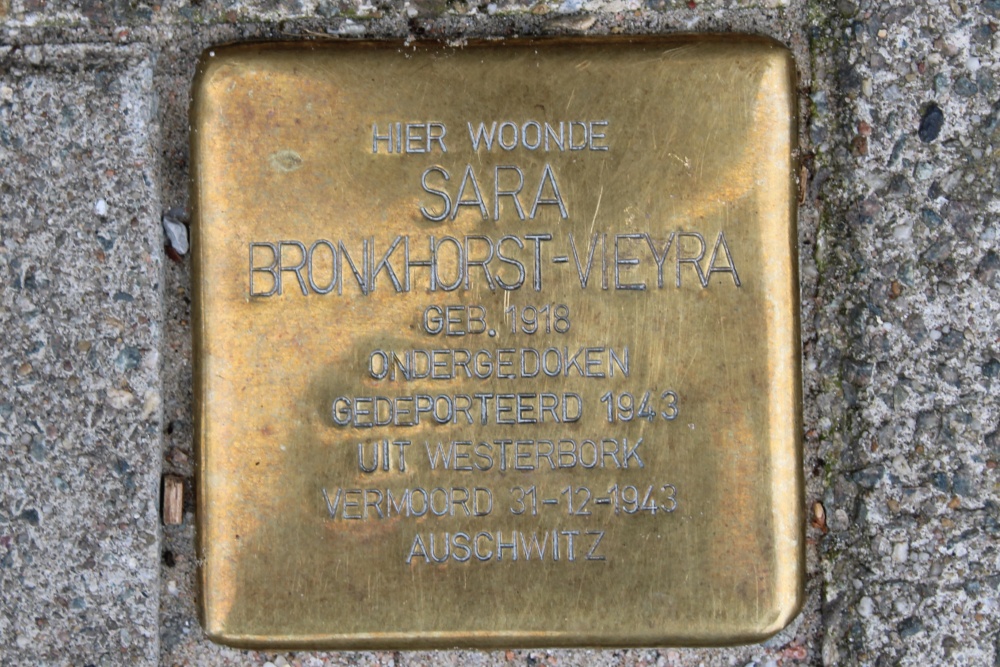 HIER WOONDE
SARA
BRONKHORST-VIEYRA
GEB. 1918
ONDERGEDOKEN
GEDEPORTEERD 1943
UIT WESTERBORK
VERMOORD 31-12-1943
AUSCHWITZ